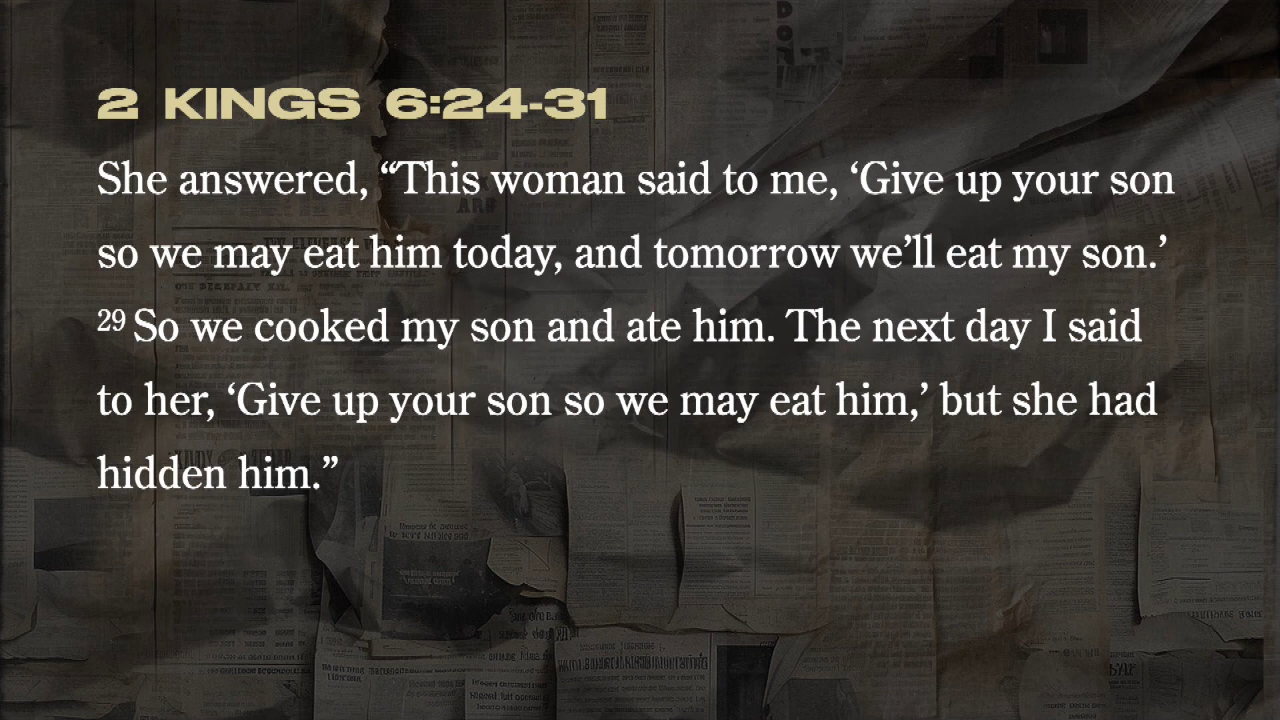 2 KINGS 6:24-31
She answered, “This woman said to me, ‘Give up your son
so we may eat him today, and tomorrow we’ll eat my son.’
29 So we cooked my son and ate him. The next day I said
to her, ‘Give up your son so we may eat him,’ but she had
hidden him.”